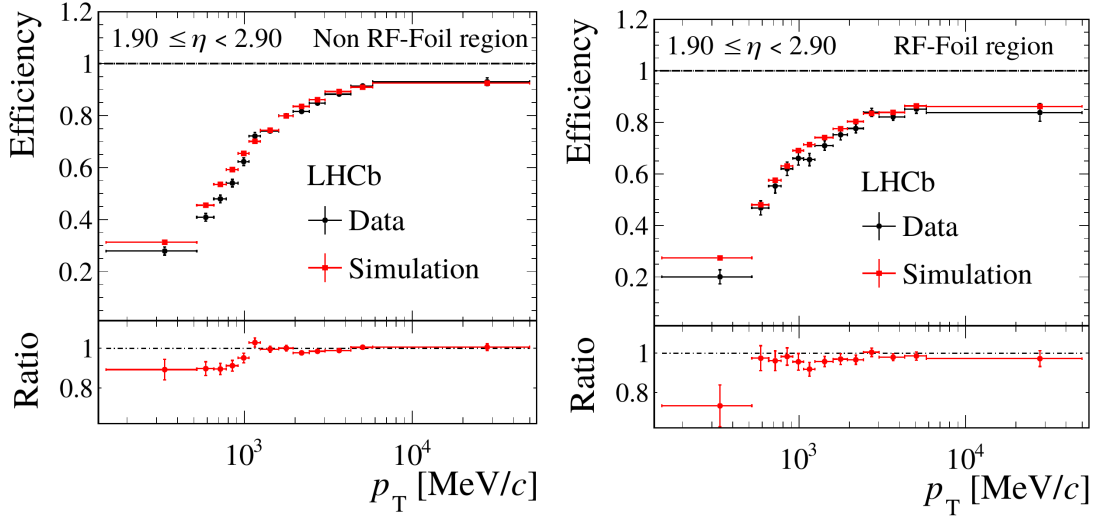 1.90 ≤ η < 2.90 Non RF-Foil region
Efficiency
1.2
1
0.8
0.6
0.4
0.2
LHCb
Data
Simulation
Ratio
1
0.8
10³ 10⁴
p_T [MeV/c]
1.90 ≤ η < 2.90 RF-Foil region
Efficiency
1.2
1
0.8
0.6
0.4
0.2
LHCb
Data
Simulation
Ratio
1
0.8
10³ 10⁴
p_T [MeV/c]